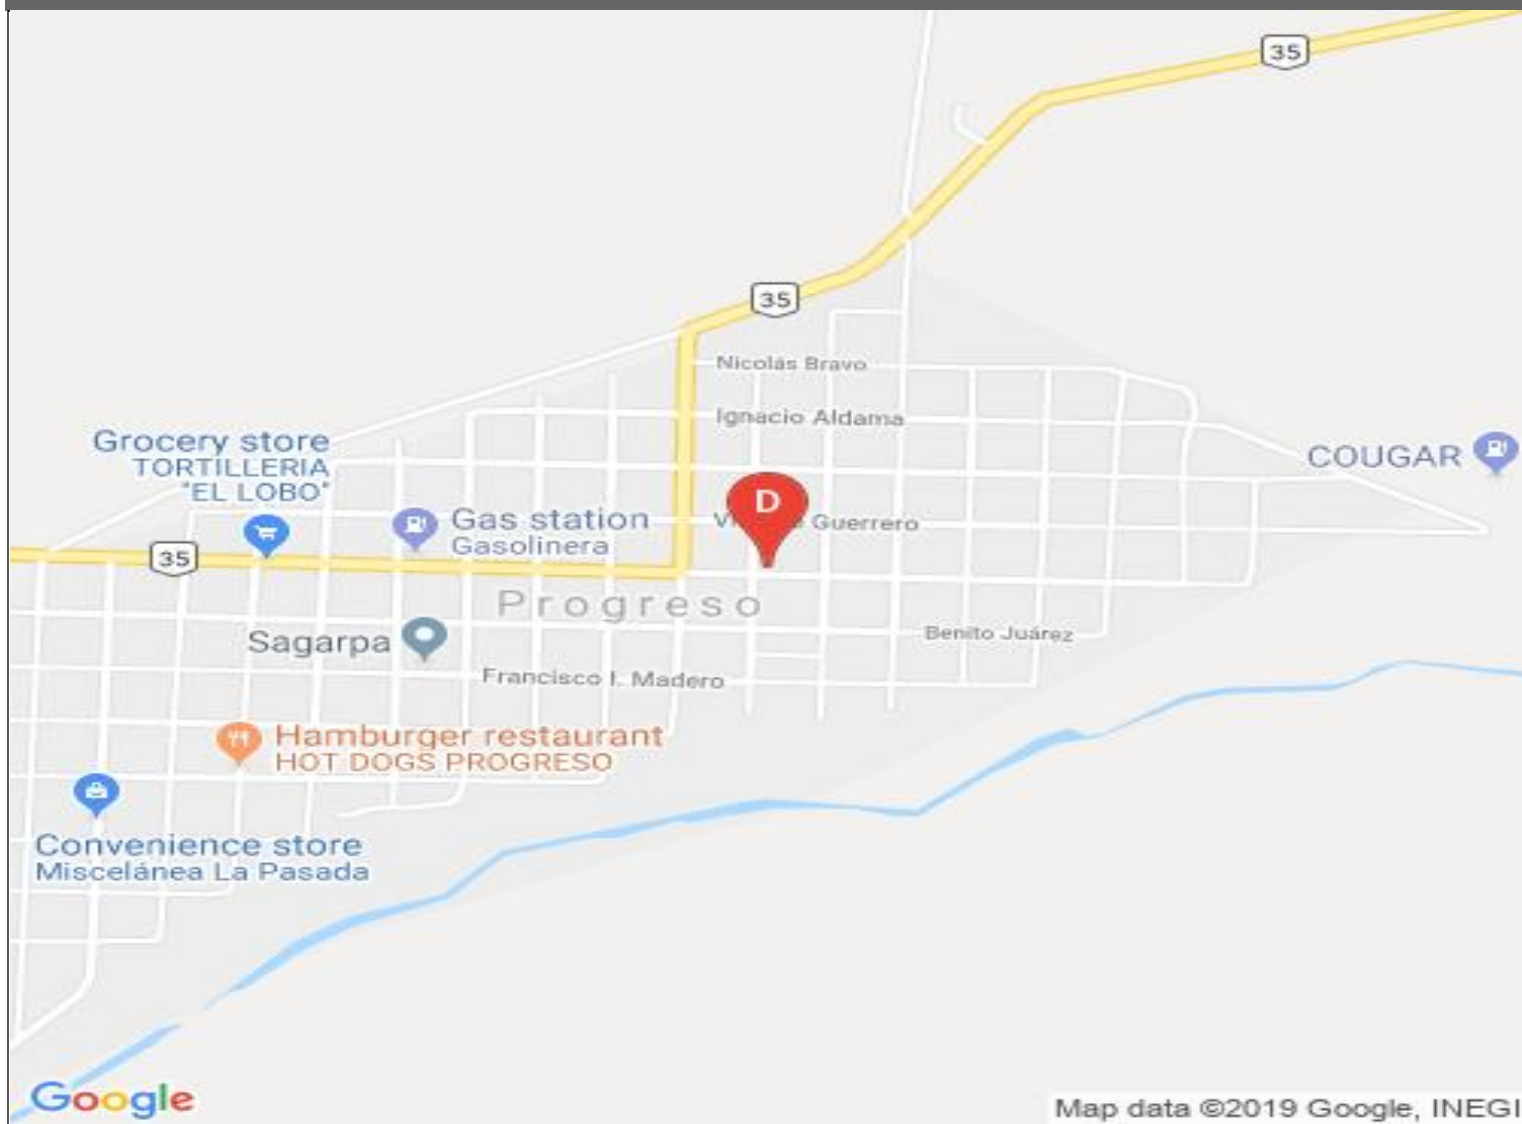 35
35
Nicolás Bravo
Ignacio Aldama
Grocery store
TORTILLERIA
"EL LOBO"
COUGAR
D
Gas station
Gasolinera
Guerrero
35
Progreso
Sagarpa
Benito Juárez
Francisco I. Madero
Hamburger restaurant
HOT DOGS PROGRESO
Convenience store
Miscelánea La Pasada
Google
Map data ©2019 Google, INEGI